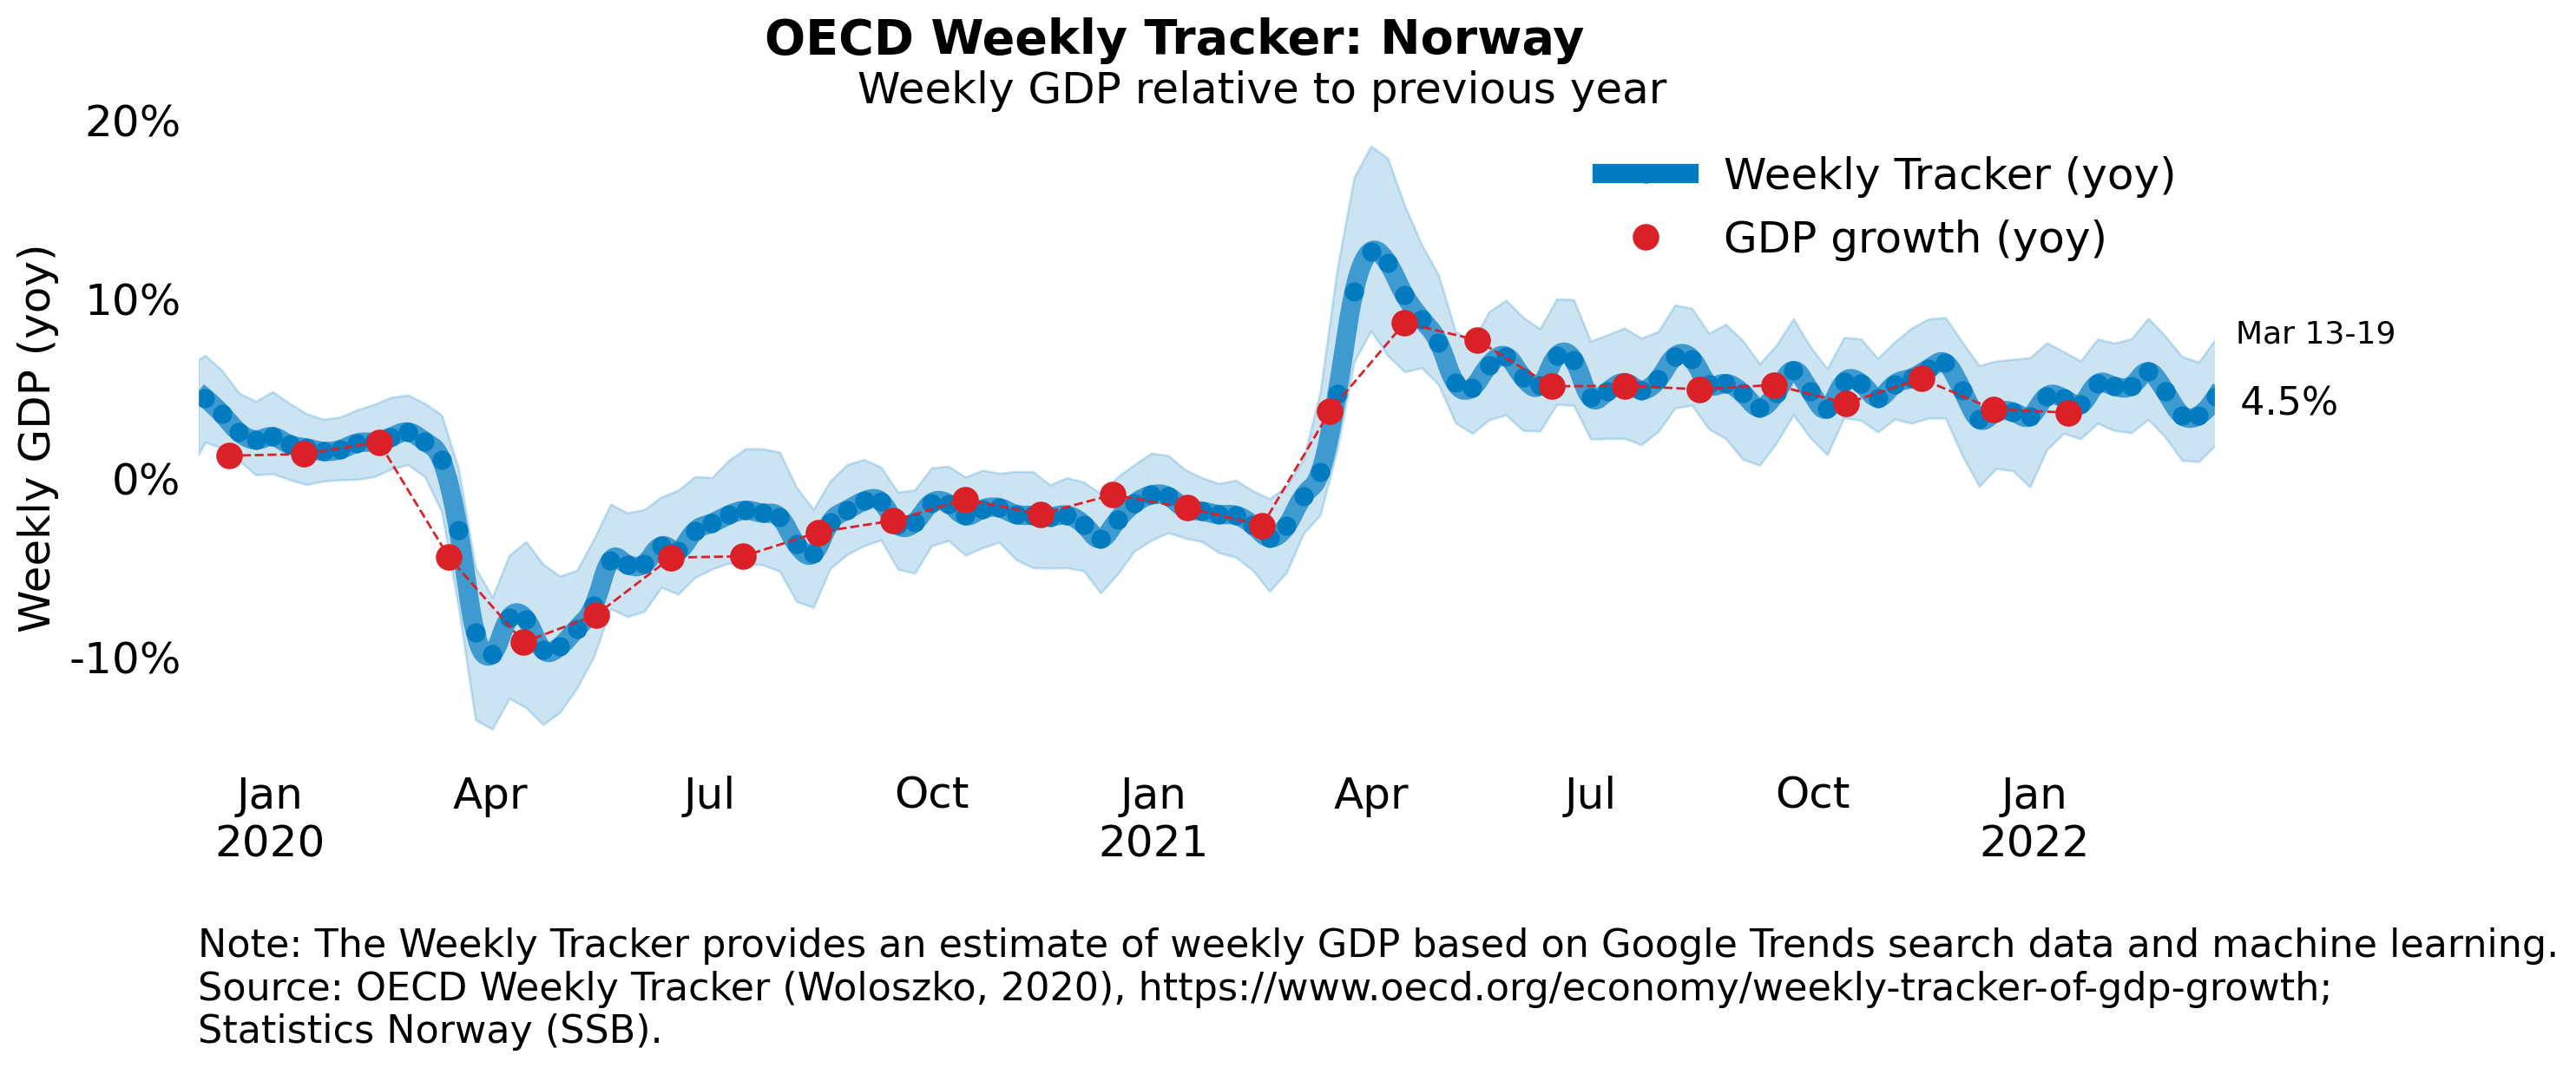 OECD Weekly Tracker: Norway
Weekly GDP relative to previous year
Weekly GDP (yoy)
20%
10%
0%
-10%
Weekly Tracker (yoy)
GDP growth (yoy)
Mar 13-19
4.5%
Jan Apr Jul Oct Jan Apr Jul Oct Jan
2020 2021 2022
Note: The Weekly Tracker provides an estimate of weekly GDP based on Google Trends search data and machine learning.
Source: OECD Weekly Tracker (Woloszko, 2020), https://www.oecd.org/economy/weekly-tracker-of-gdp-growth;
Statistics Norway (SSB).